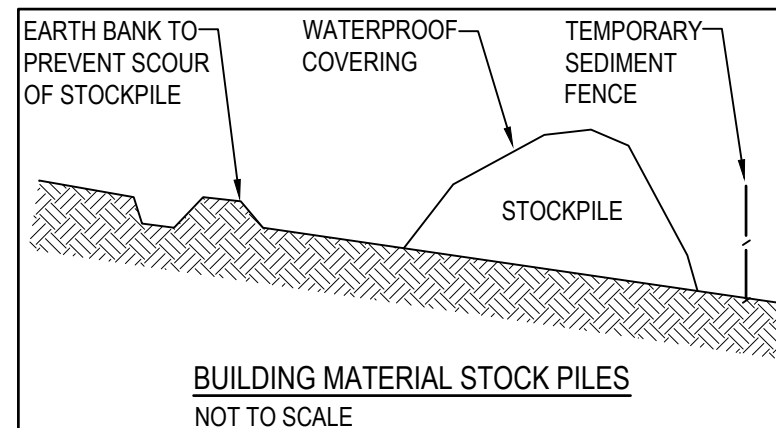 EARTH BANK TO
PREVENT SCOUR
OF STOCKPILE
WATERPROOF
COVERING
TEMPORARY
SEDIMENT
FENCE
STOCKPILE
BUILDING MATERIAL STOCK PILES
NOT TO SCALE